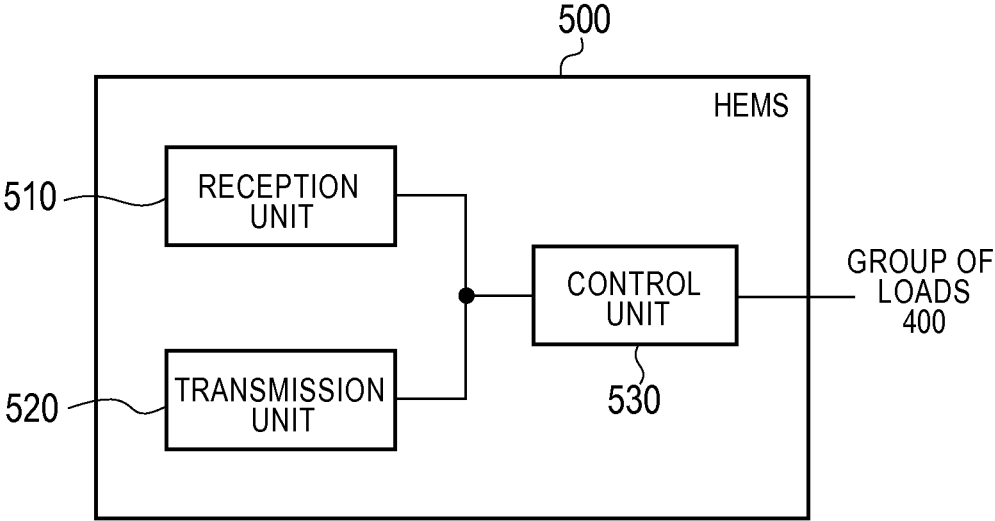 500
HEMS
510
RECEPTION
UNIT
CONTROL
UNIT
530
GROUP OF
LOADS
400
520
TRANSMISSION
UNIT